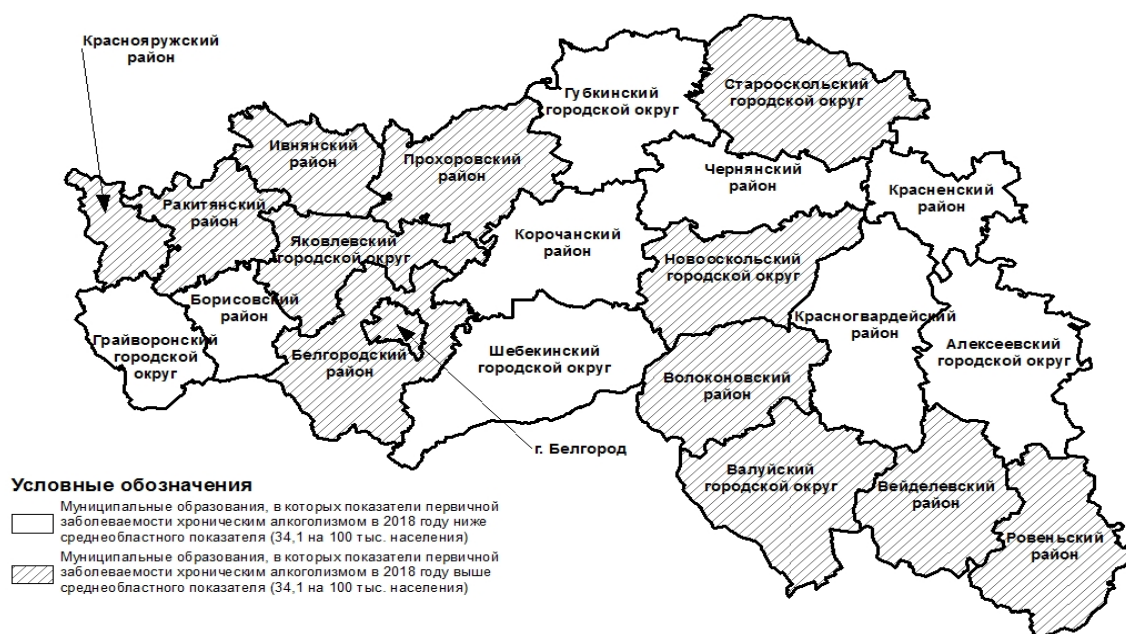 Краснояружский
район
Губкинский
городской округ
Старооскольский
городской округ
Ивнянский
район
Прохоровский
район
Чернянский
район
Красненский
район
Ракитянский
район
Корочанский
район
Яковлевский
городской округ
Новооскольский
городской округ
Борисовский
район
Красногвардейский
район
Грайворонский
городской
округ
Белгородский
район
Шебекинский
городской округ
Алексеевский
городской округ
Волоконовский
район
г. Белгород
Валуйский
городской округ
Вейделевский
район
Ровеньский
район
Условные обозначения
Муниципальные образования, в которых показатели первичной
заболеваемости хроническим алкоголизмом в 2018 году ниже
среднеобластного показателя (34,1 на 100 тыс. населения)
Муниципальные образования, в которых показатели первичной
заболеваемости хроническим алкоголизмом в 2018 году выше
среднеобластного показателя (34,1 на 100 тыс. населения)